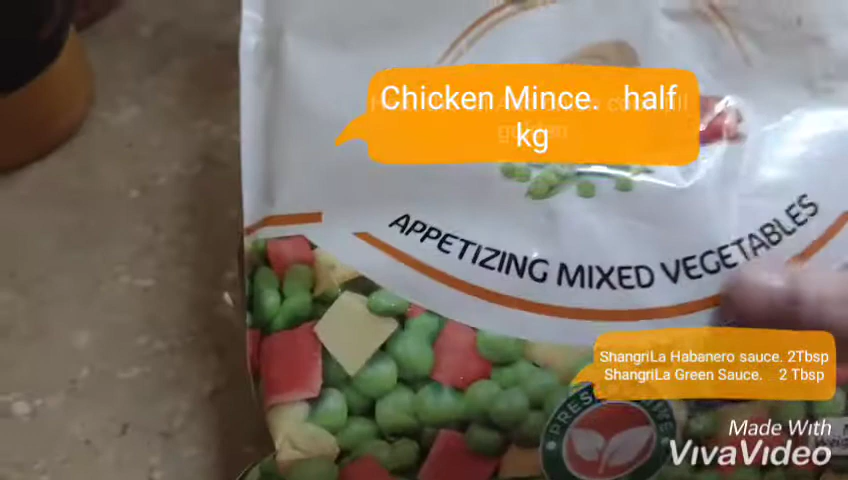 Chicken Mince. half
kg
APPETIZING MIXED VEGETABLES
ShangriLa Habanero sauce. 2Tbsp
ShangriLa Green Sauce. 2 Tbsp
Made With
VivaVideo